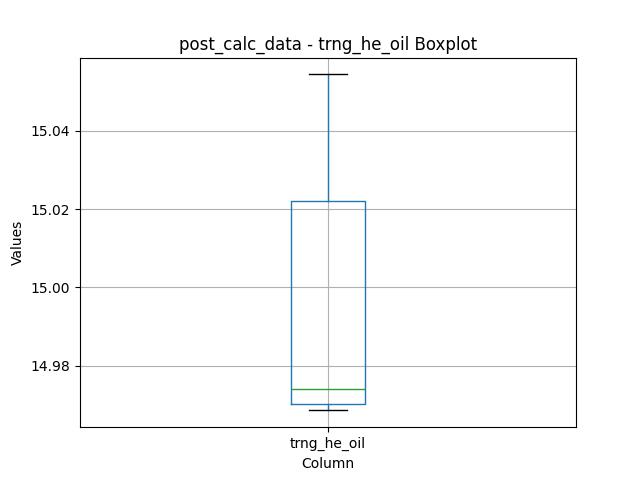 post_calc_data - trng_he_oil Boxplot
15.04
15.02
15.00
14.98
Values
trng_he_oil
Column